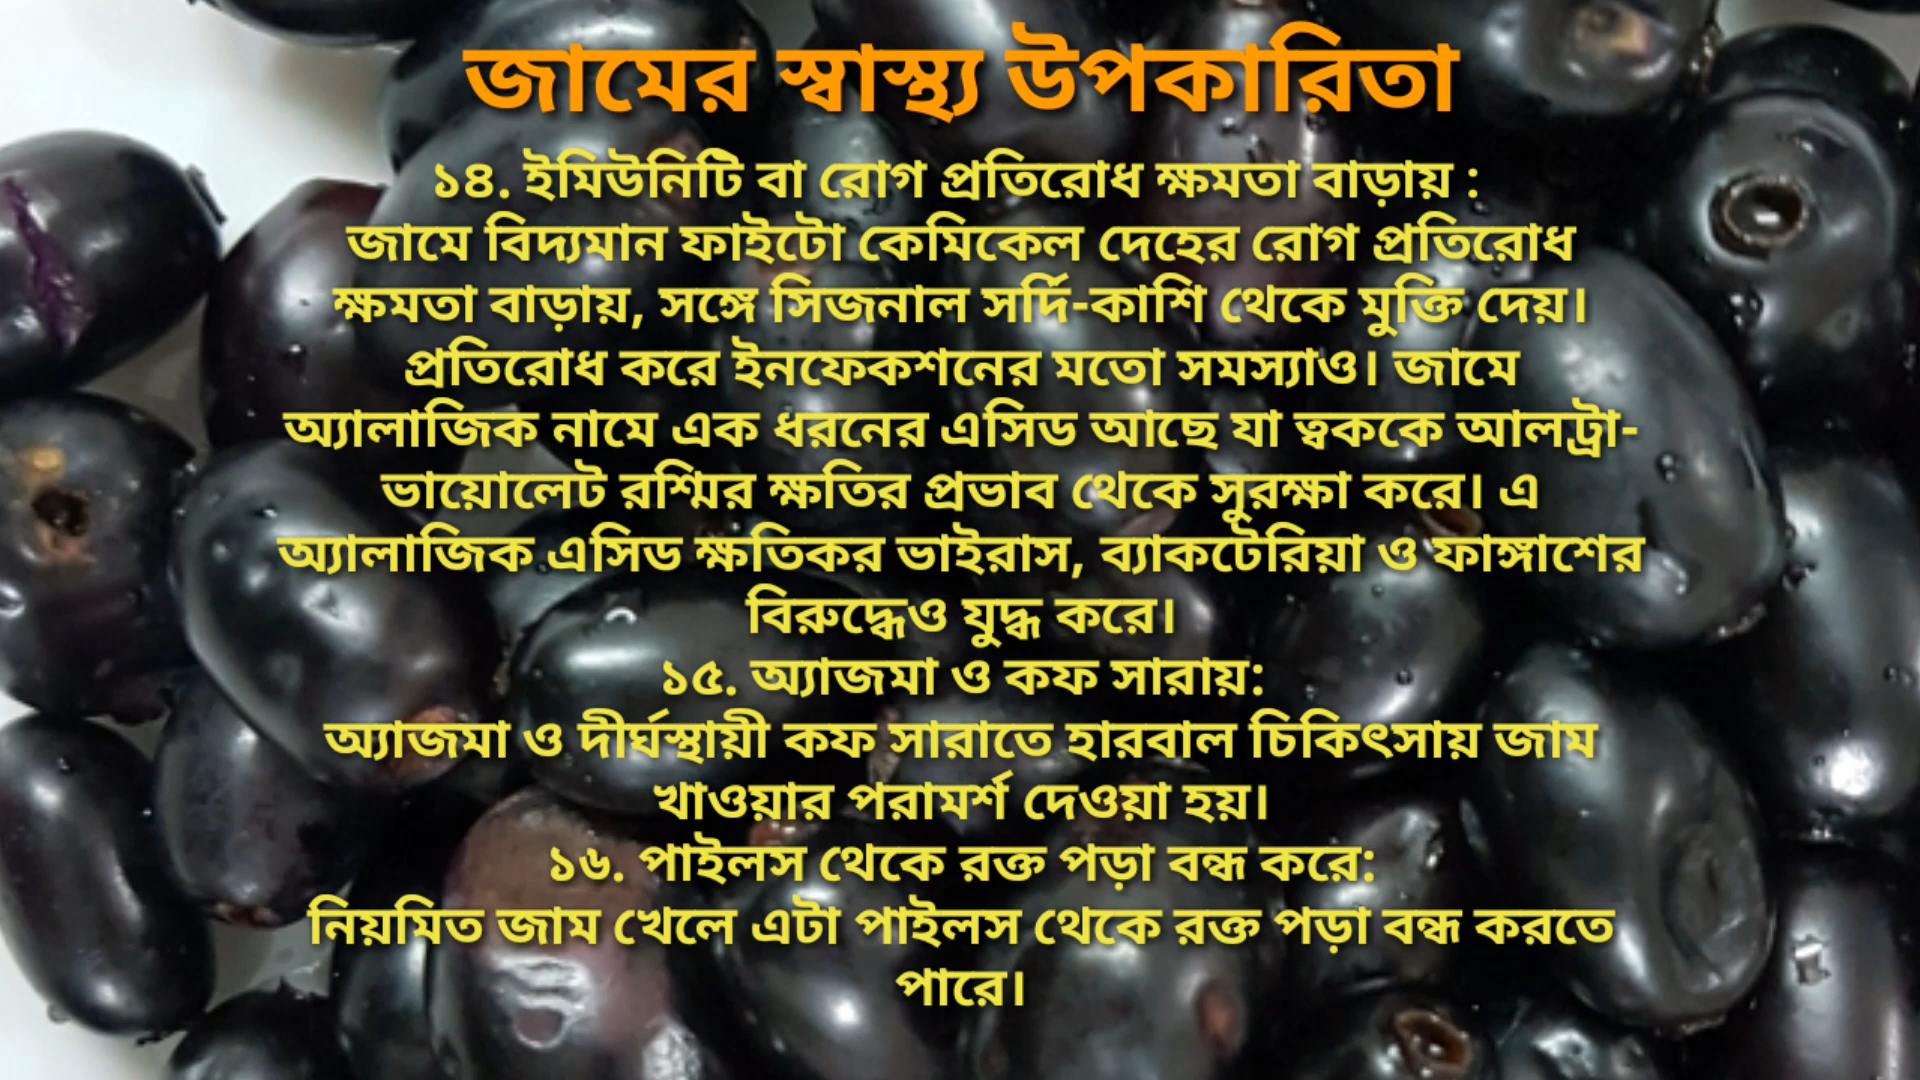 জামের স্বাস্থ্য উপকারিতা
১৪. ইমিউনিটি বা রোগ প্রতিরোধ ক্ষমতা বাড়ায় :
জামে বিদ্যমান ফাইটো কেমিকেল দেহের রোগ প্রতিরোধ
ক্ষমতা বাড়ায়, সঙ্গে সিজনাল সর্দি-কাশি থেকে মুক্তি দেয়।
প্রতিরোধ করে ইনফেকশনের মতো সমস্যাও। জামে
অ্যালাজিক নামে এক ধরনের এসিড আছে যা ত্বককে আলট্রা-
ভায়োলেট রশ্মির ক্ষতির প্রভাব থেকে সুরক্ষা করে। এ
অ্যালাজিক এসিড ক্ষতিকর ভাইরাস, ব্যাকটেরিয়া ও ফাঙ্গাশের
বিরুদ্ধেও যুদ্ধ করে।
১৫. অ্যাজমা ও কফ সারায়:
অ্যাজমা ও দীর্ঘস্থায়ী কফ সারাতে হারবাল চিকিৎসায় জাম
খাওয়ার পরামর্শ দেওয়া হয়।
১৬. পাইলস থেকে রক্ত পড়া বন্ধ করে:
নিয়মিত জাম খেলে এটা পাইলস থেকে রক্ত পড়া বন্ধ করতে
পারে।